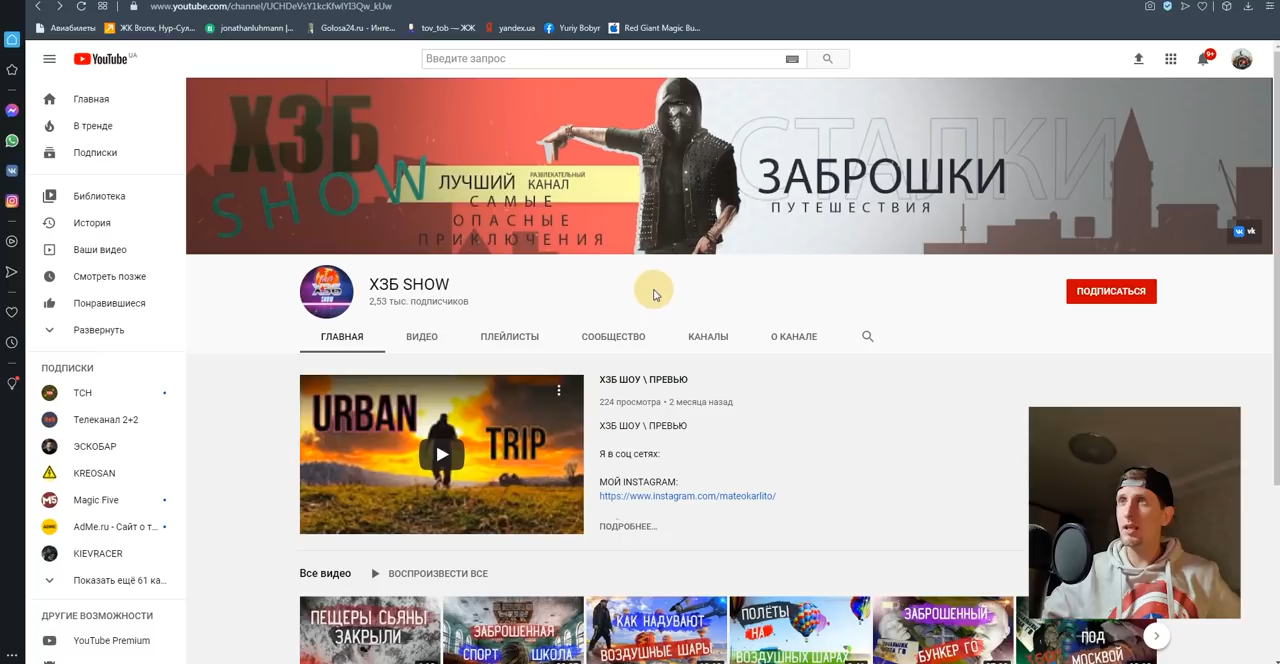 www.youtube.com/channel/UCHDeVsY1kcKfwlYI3Qw_kUw
Авиабилеты
ЖК Bronx, Нур-Сул...
jonathanluhmann |...
Golosa24.ru - Инте...
tov_tob — ЖЖ
yandex.ua
Yuriy Bobyr
Red Giant Magic Bu...
YouTube UA
Введите запрос
9+
Главная
В тренде
Подписки
Библиотека
История
Ваши видео
Смотреть позже
Понравившиеся
Развернуть
ПОДПИСКИ
ТСН
Телеканал 2+2
ЭСКОБАР
KREOSAN
Magic Five
AdMe.ru - Сайт о т...
KIEVRACER
Показать ещё 61 ка...
ДРУГИЕ ВОЗМОЖНОСТИ
YouTube Premium
ХЗБ
SHOW
ЛУЧШИЙ РАЗВЛЕКАТЕЛЬНЫЙ КАНАЛ
САМЫЕ
ОПАСНЫЕ
ПРИКЛЮЧЕНИЯ
СТАЛКИ
ЗАБРОШКИ
ПУТЕШЕСТВИЯ
vk
ХЗБ SHOW
2,53 тыс. подписчиков
ПОДПИСАТЬСЯ
ГЛАВНАЯ
ВИДЕО
ПЛЕЙЛИСТЫ
СООБЩЕСТВО
КАНАЛЫ
О КАНАЛЕ
URBAN
TRIP
ХЗБ ШОУ \ ПРЕВЬЮ
224 просмотра • 2 месяца назад
ХЗБ ШОУ \ ПРЕВЬЮ
Я в соц сетях:
МОЙ INSTAGRAM:
https://www.instagram.com/mateokarlito/
ПОДРОБНЕЕ...
Все видео
ВОСПРОИЗВЕСТИ ВСЕ
ПЕЩЕРЫ СЬЯНЫ
ЗАКРЫЛИ
ЗАБРОШЕННАЯ
СПОРТ ШКОЛА
КАК НАДУВАЮТ
ВОЗДУШНЫЕ ШАРЫ
ПОЛЁТЫ
НА
ВОЗДУШНЫХ ШАРАХ
ЗАБРОШЕННЫЙ
БУНКЕР ГО
ПОД
МОСКВОЙ